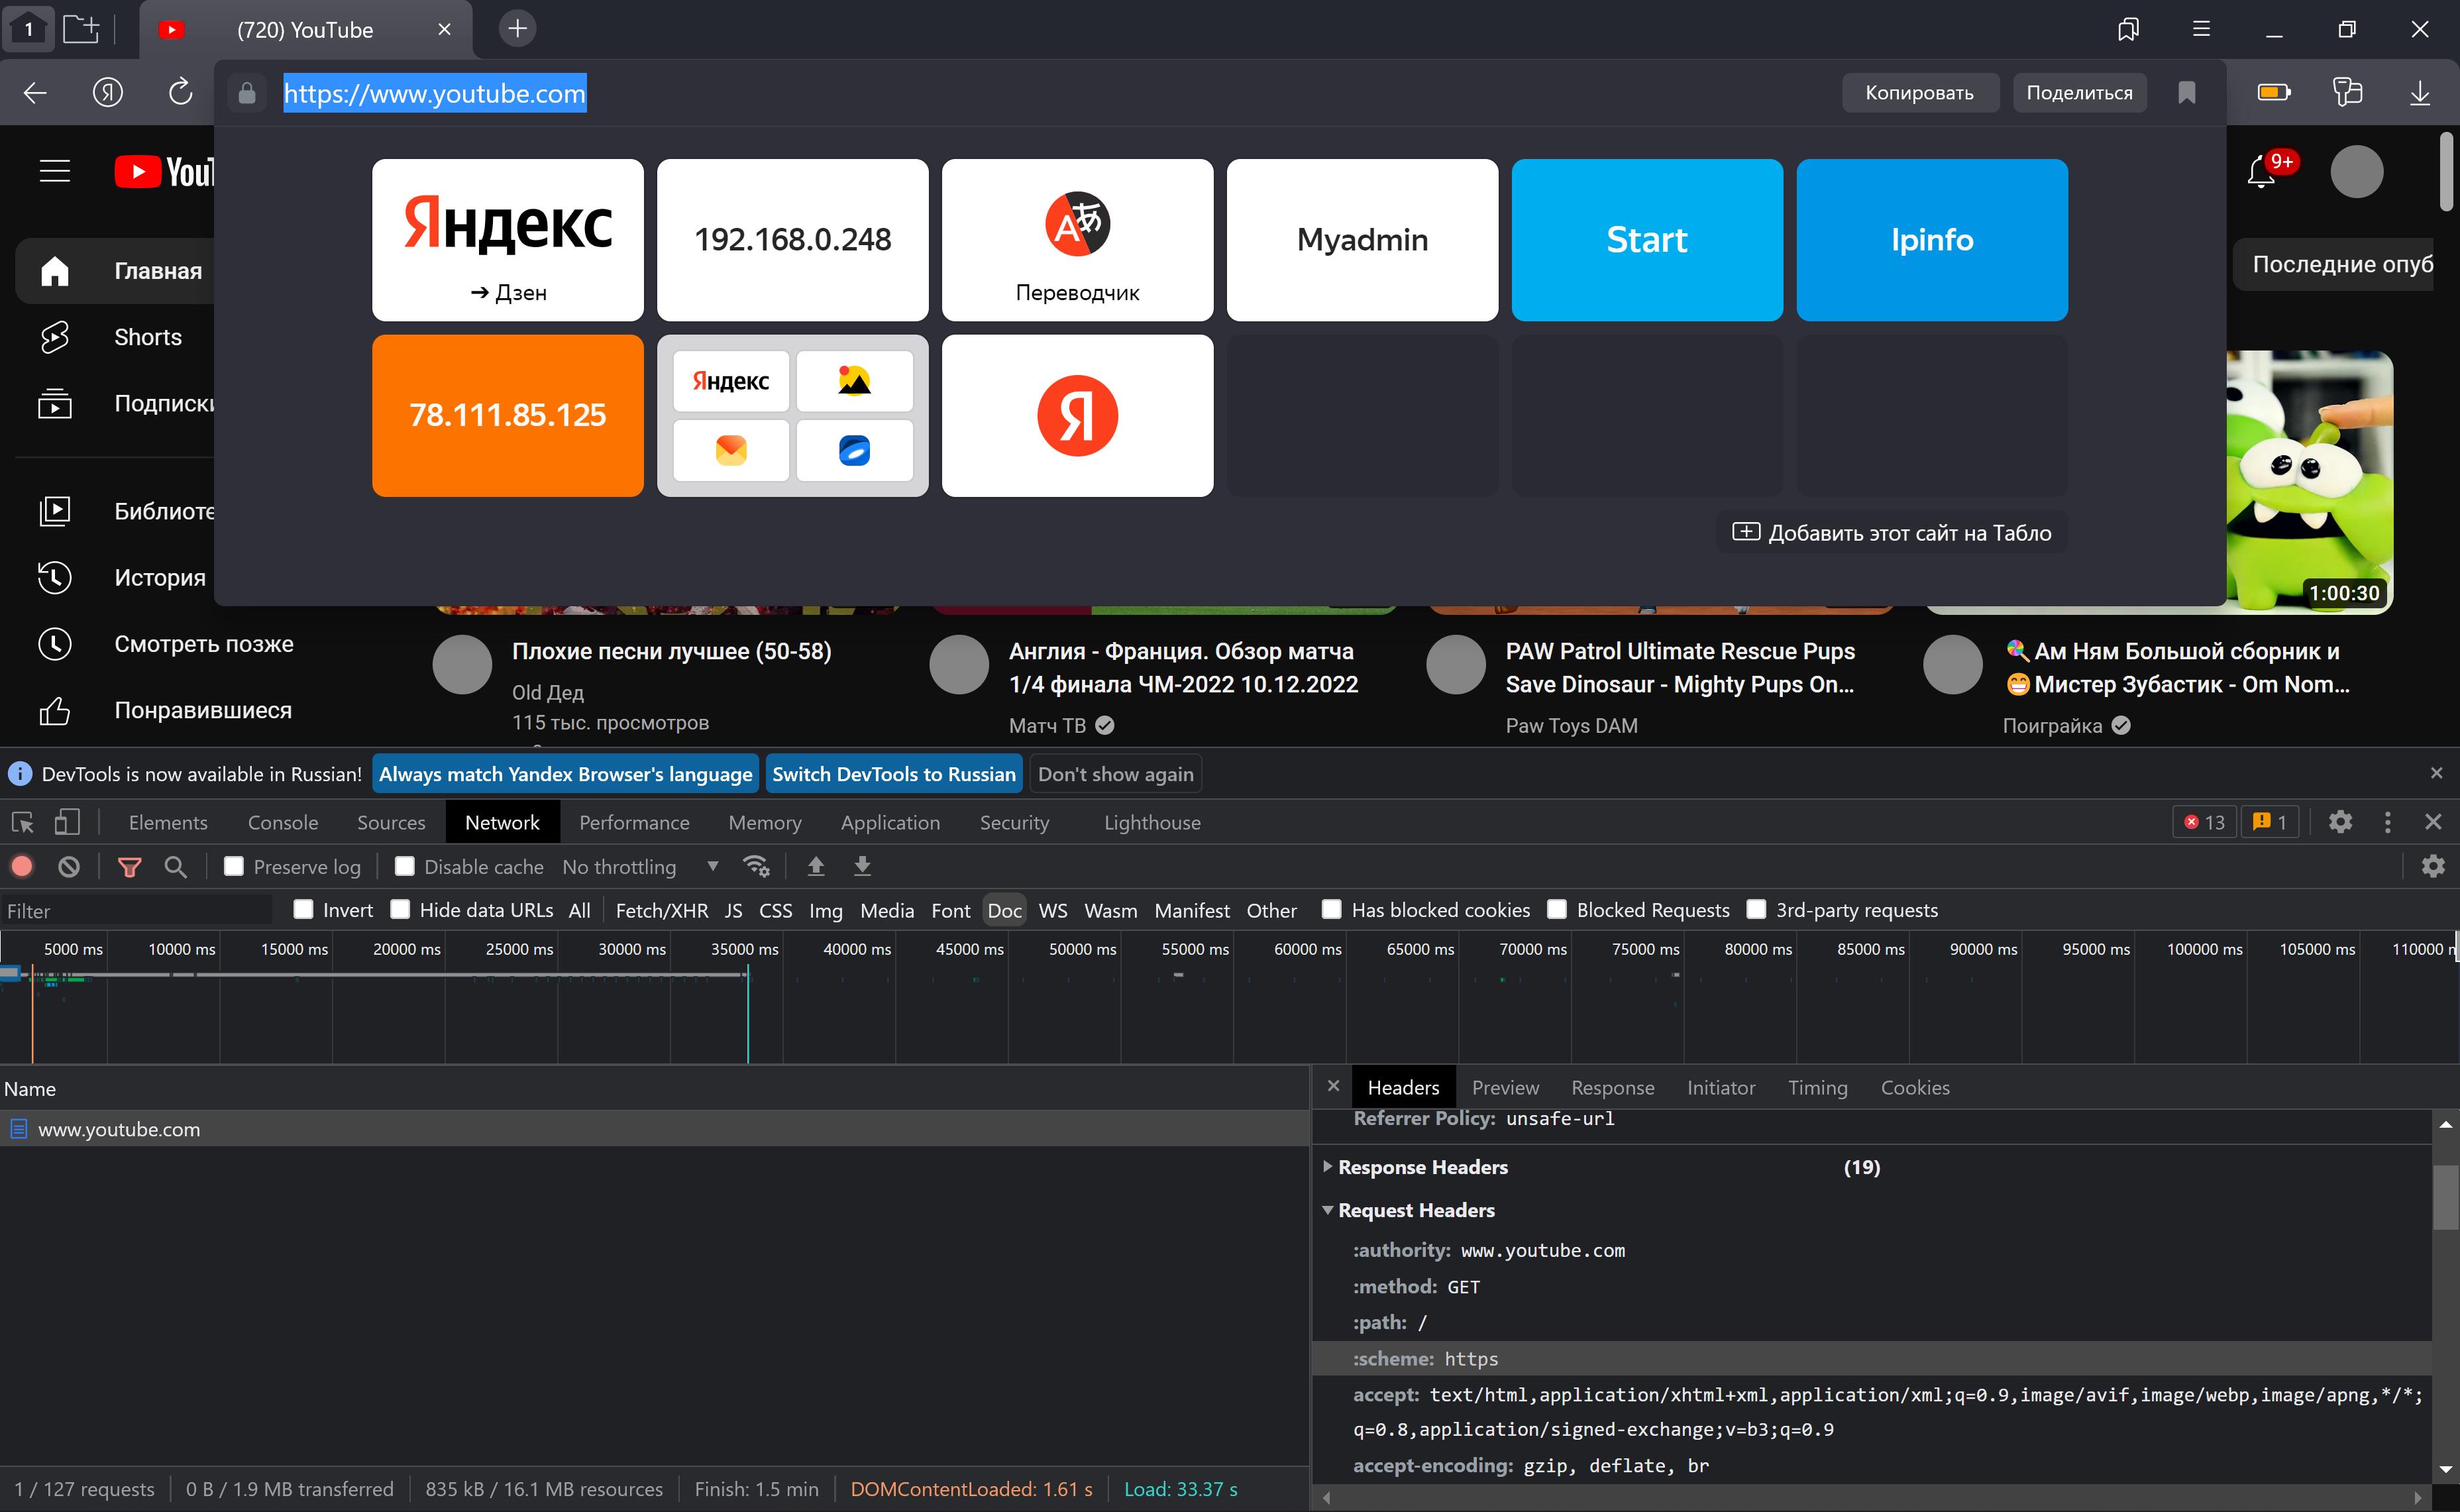 1
(720) YouTube
https://www.youtube.com
Копировать
Поделиться
9+
Яндекс
→ Дзен
192.168.0.248
Переводчик
Myadmin
Start
Ipinfo
78.111.85.125
Яндекс
Я
Добавить этот сайт на Табло
Главная
Shorts
Подписки
История
Смотреть позже
Понравившиеся
Последние опуб
1:00:30
Плохие песни лучшее (50-58)
Old Дед
115 тыс. просмотров
Англия - Франция. Обзор матча
1/4 финала ЧМ-2022 10.12.2022
Матч ТВ
PAW Patrol Ultimate Rescue Pups
Save Dinosaur - Mighty Pups On...
Paw Toys DAM
Ам Ням Большой сборник и
Мистер Зубастик - Om Nom...
Поиграйка
DevTools is now available in Russian! Always match Yandex Browser's language Switch DevTools to Russian Don't show again
Elements Console Sources Network Performance Memory Application Security Lighthouse 13 1
Preserve log Disable cache No throttling
Filter Invert Hide data URLs All Fetch/XHR JS CSS Img Media Font Doc WS Wasm Manifest Other Has blocked cookies Blocked Requests 3rd-party requests
5000 ms 10000 ms 15000 ms 20000 ms 25000 ms 30000 ms 35000 ms 40000 ms 45000 ms 50000 ms 55000 ms 60000 ms 65000 ms 70000 ms 75000 ms 80000 ms 85000 ms 90000 ms 95000 ms 100000 ms 105000 ms 110000
Name
www.youtube.com
Headers Preview Response Initiator Timing Cookies
Referrer Policy: unsafe-url
Response Headers (19)
Request Headers
:authority: www.youtube.com
:method: GET
:path: /
:scheme: https
accept: text/html,application/xhtml+xml,application/xml;q=0.9,image/avif,image/webp,image/apng,*/*;
q=0.8,application/signed-exchange;v=b3;q=0.9
accept-encoding: gzip, deflate, br
1 / 127 requests 0 B / 1.9 MB transferred 835 kB / 16.1 MB resources Finish: 1.5 min DOMContentLoaded: 1.61 s Load: 33.37 s